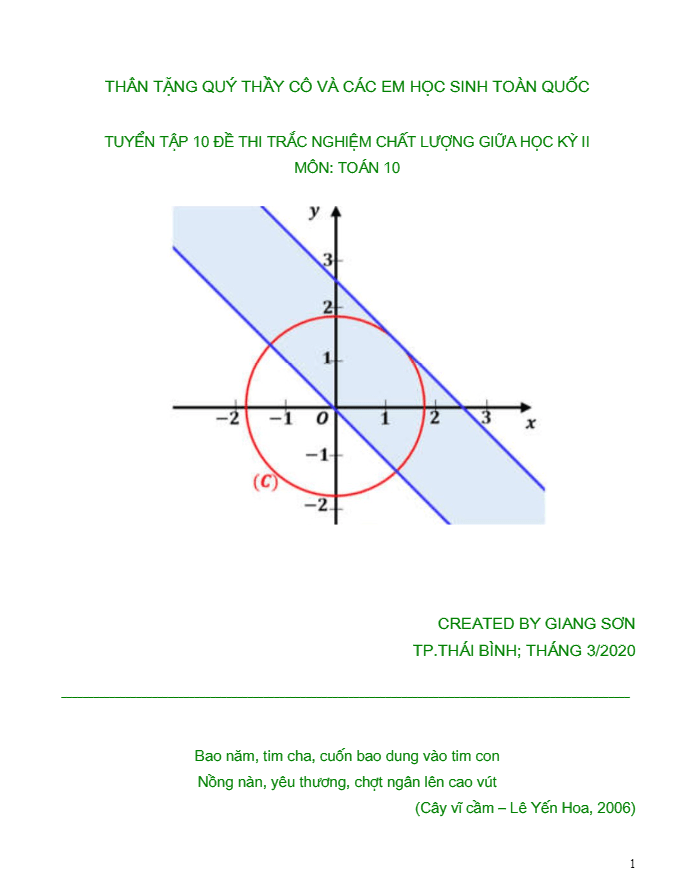 THÂN TẶNG QUÝ THẦY CÔ VÀ CÁC EM HỌC SINH TOÀN QUỐC
TUYỂN TẬP 10 ĐỀ THI TRẮC NGHIỆM CHẤT LƯỢNG GIỮA HỌC KỲ II
MÔN: TOÁN 10
y
3
2
1
−2 −1 O 1 2 3 x
−1
(C)
−2
CREATED BY GIANG SƠN
TP.THÁI BÌNH; THÁNG 3/2020
Bao năm, tim cha, cuốn bao dung vào tim con
Nồng nàn, yêu thương, chợt ngân lên cao vút
(Cây vĩ cầm – Lê Yến Hoa, 2006)
1